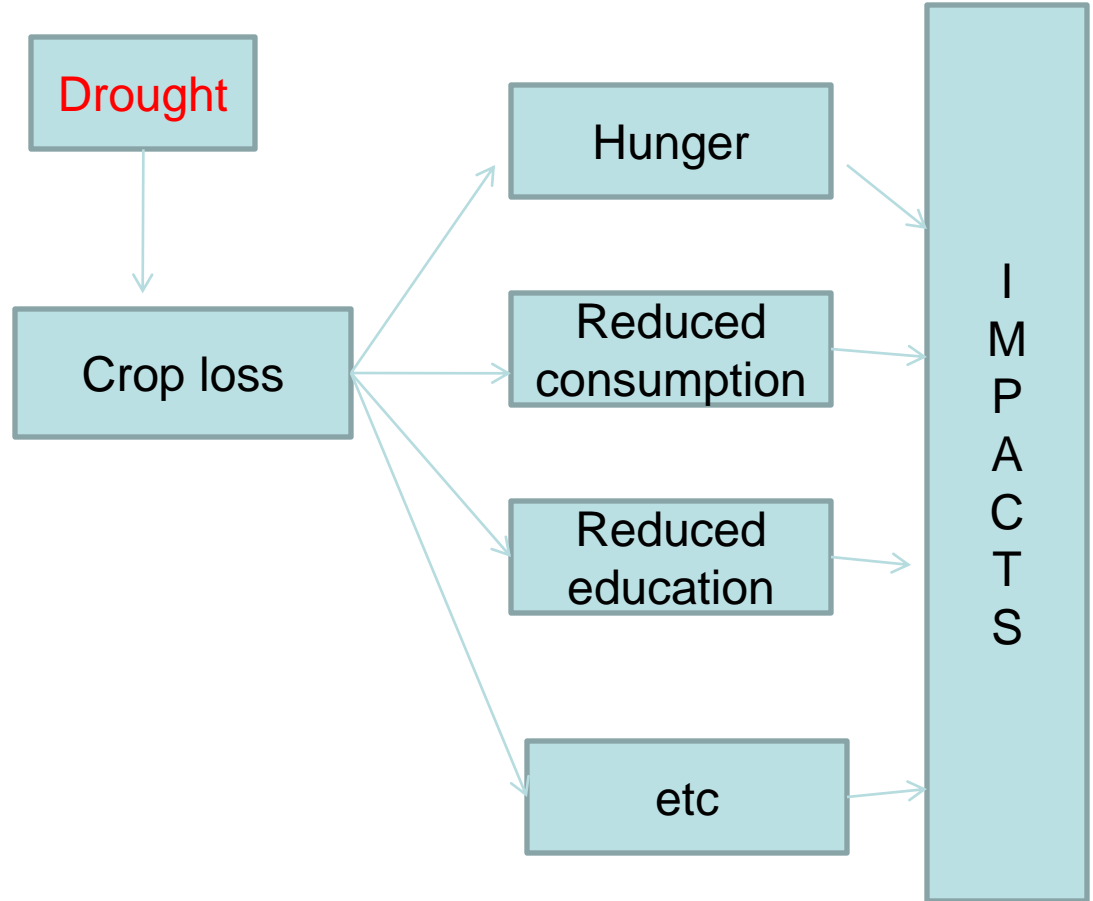 Drought
Hunger
Crop loss
Reduced
consumption
Reduced
education
etc
I
M
P
A
C
T
S